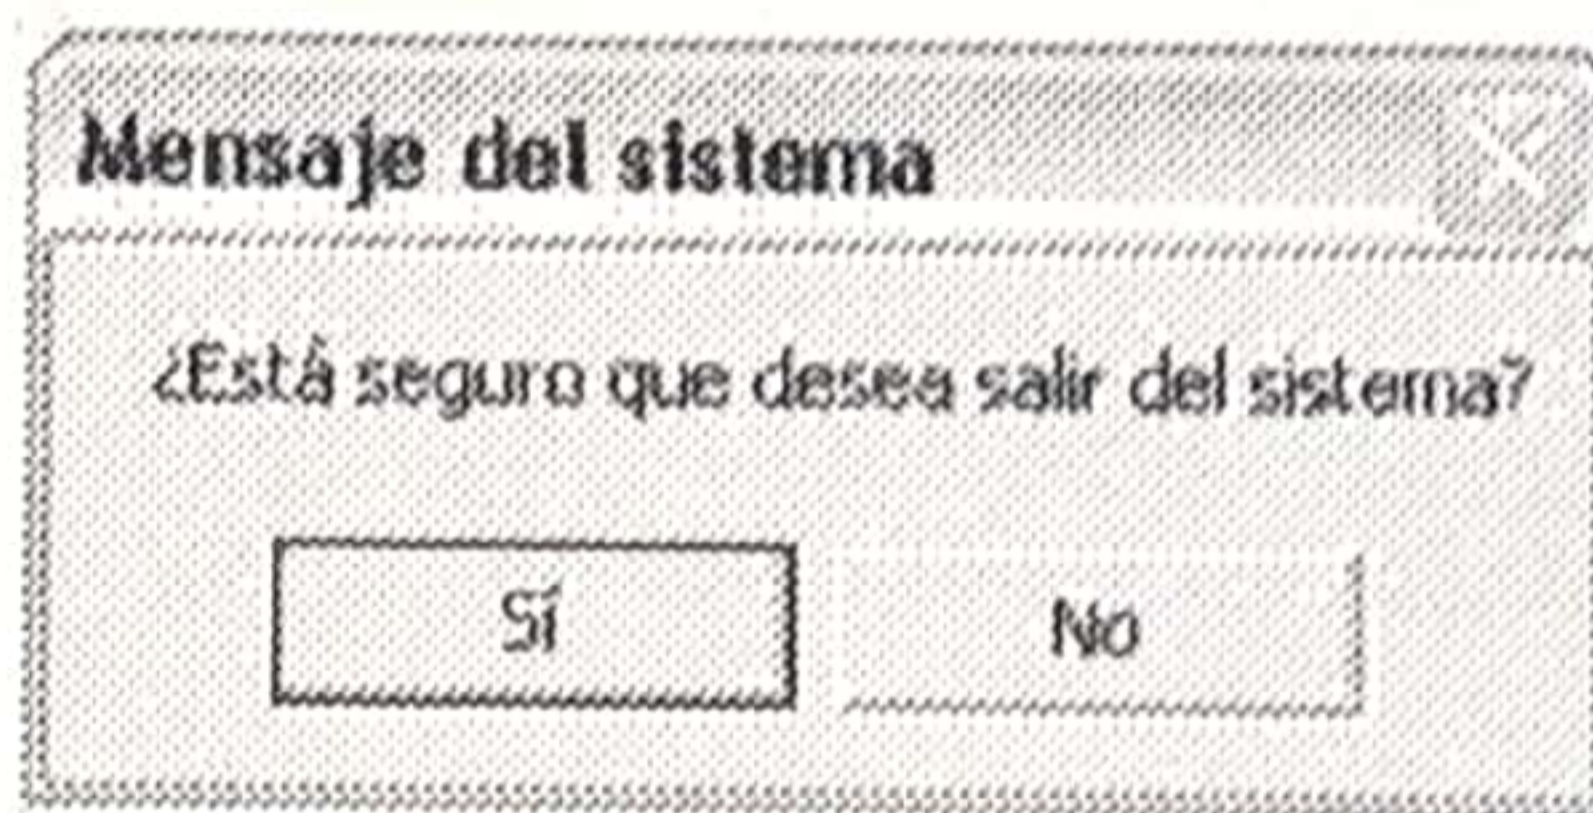 Mensaje del sistema
¿Está seguro que desea salir del sistema?
Sí
No